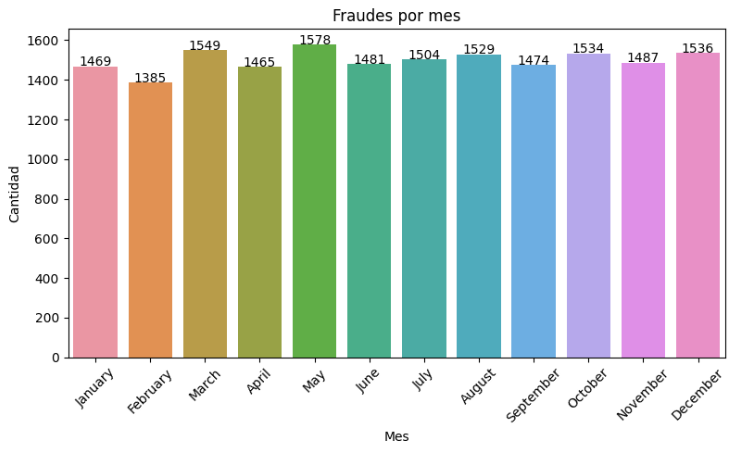 Fraudes por mes
Cantidad
1600
1400
1200
1000
800
600
400
200
0
1469
1385
1549
1465
1578
1481
1504
1529
1474
1534
1487
1536
January
February
March
April
May
June
July
August
September
October
November
December
Mes